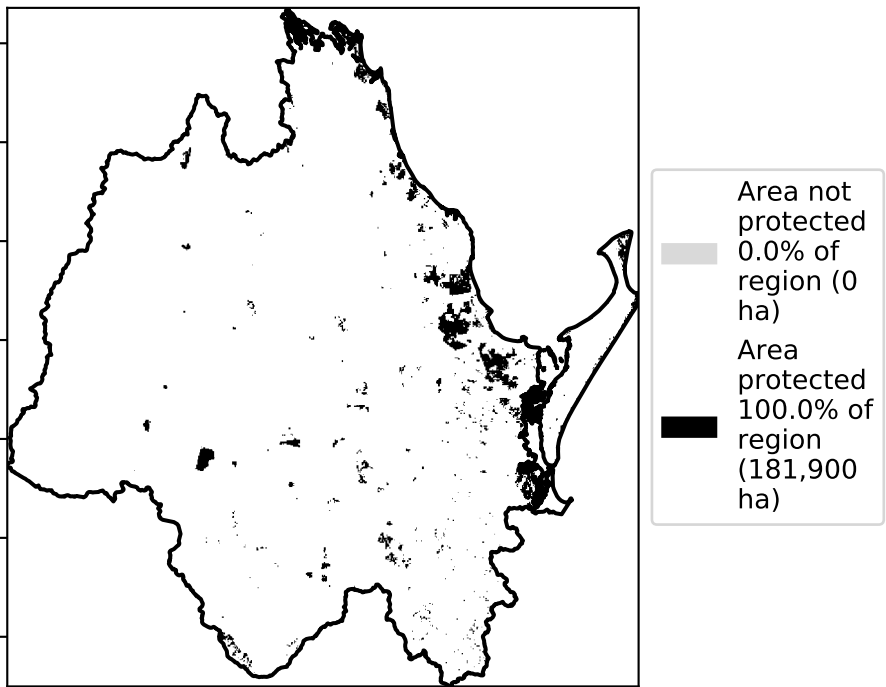 Area not
protected
0.0% of
region (0
ha)
Area
protected
100.0% of
region
(181,900
ha)